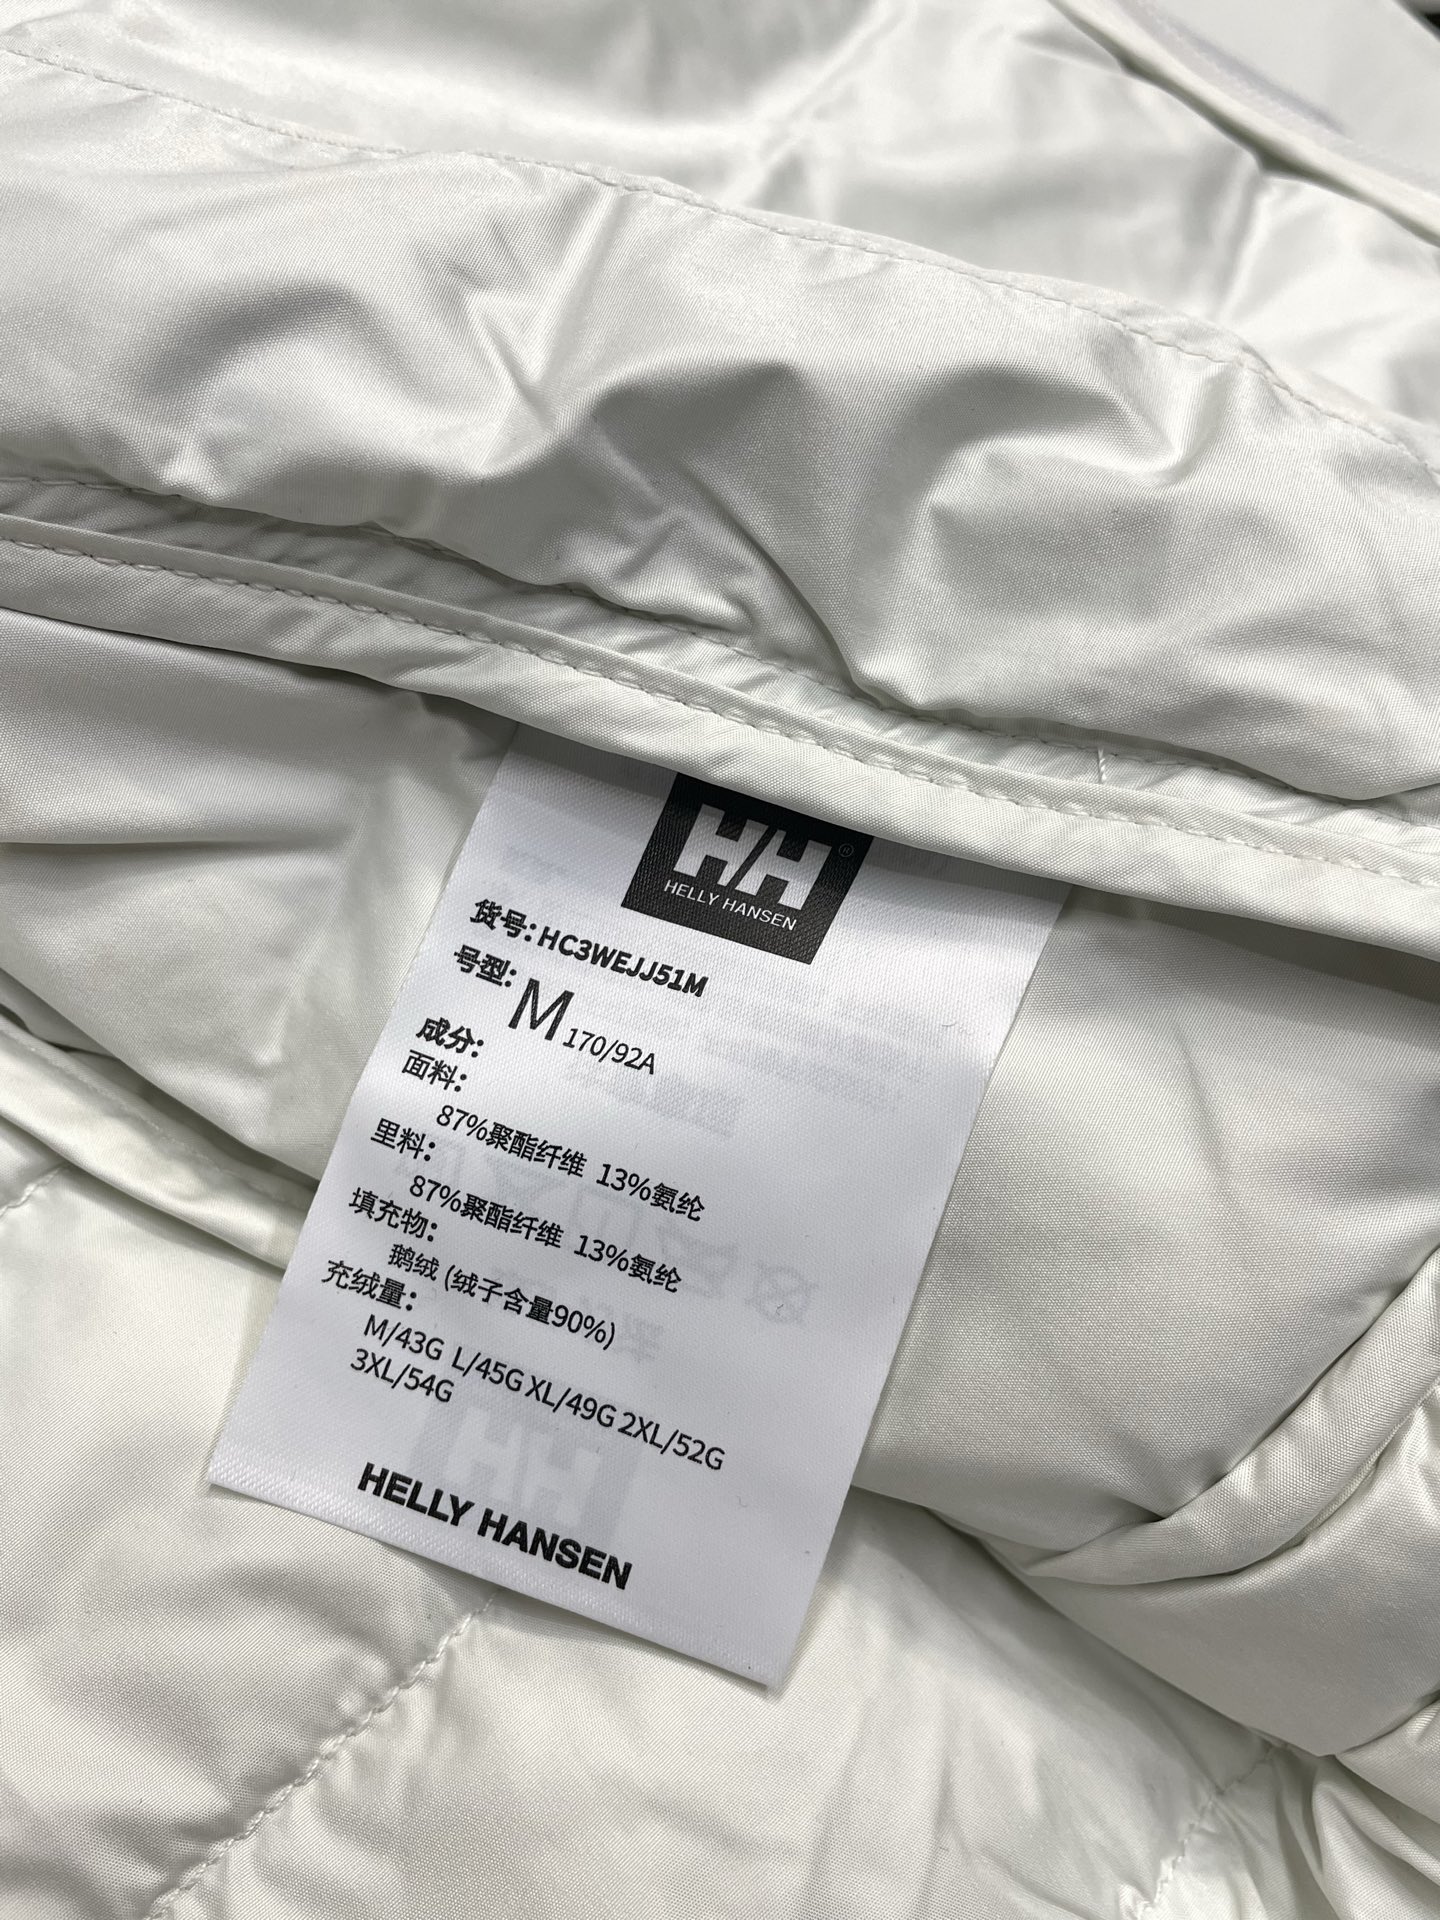 HH®
HELLY HANSEN
货号:HC3WEJJ51M
号型:M 170/92A
成分:
面料:
87%聚酯纤维 13%氨纶
里料:
87%聚酯纤维 13%氨纶
填充物:
鹅绒 (绒子含量90%)
充绒量:
M/43G L/45G XL/49G 2XL/52G
3XL/54G
HELLY HANSEN